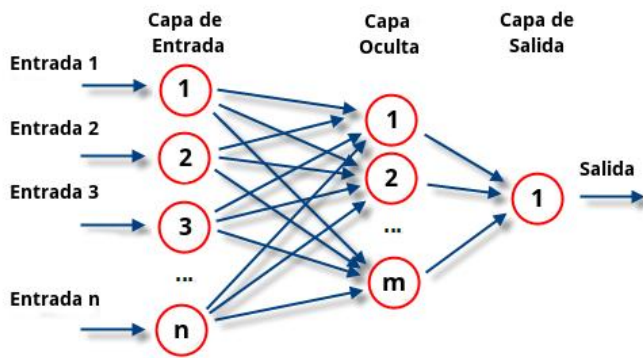 Capa de
Entrada
Capa
Oculta
Capa de
Salida
Entrada 1
1
Entrada 2
2
Entrada 3
3
...
Entrada n
n
1
2
...
m
1
Salida